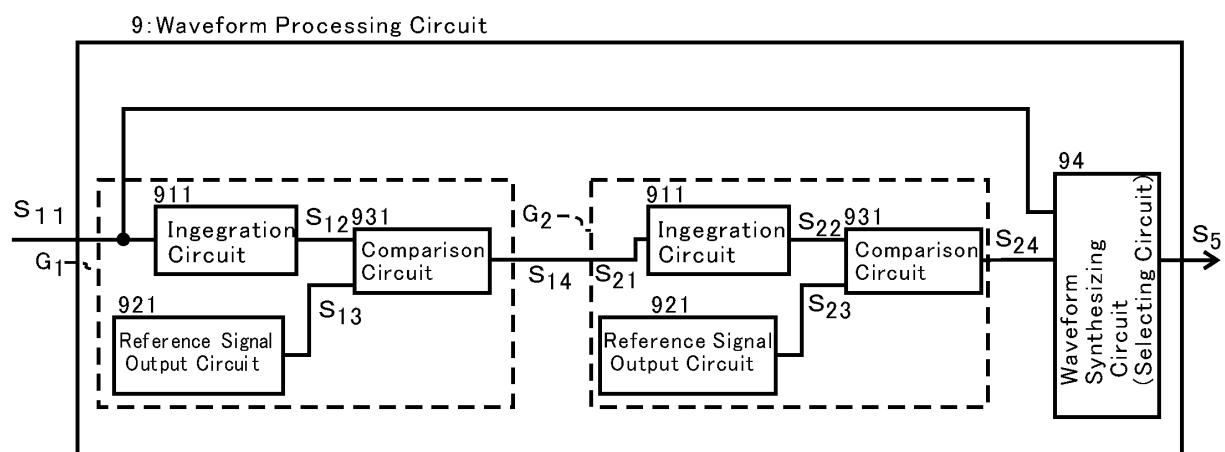 9:Waveform Processing Circuit
S11
G1
911
Ingegration
Circuit
S12
931
Comparison
Circuit
921
Reference Signal
Output Circuit
S13
S14
G2
S21
911
Ingegration
Circuit
S22
931
Comparison
Circuit
921
Reference Signal
Output Circuit
S23
S24
94
Waveform
Synthesizing
Circuit
(Selecting Circuit)
S5